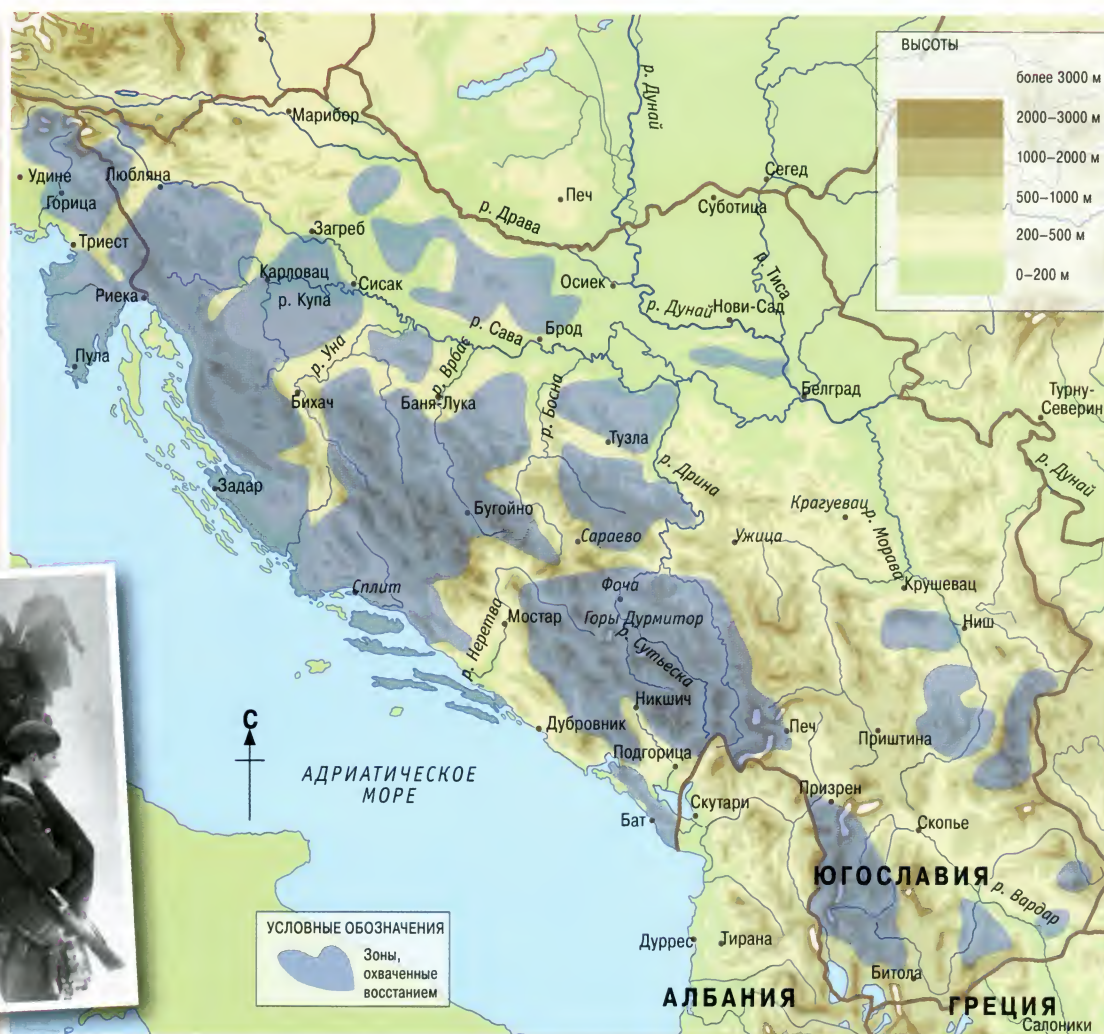 ВЫСОТЫ
более 3000 м
2000–3000 м
1000–2000 м
500–1000 м
200–500 м
0–200 м
р. Дунай
Марибор
Сегед
Удине
Любляна
Печ
Суботица
Горица
р. Драва
Загреб
Триест
р. Тиса
Карловац
Сисак
Осиек
Риека
р. Купа
р. Дунай
Нови-Сад
р. Сава
Брод
Пула
р. Уна
р. Врбас
Белград
Турну-
Северин
Бихач
Баня-Лука
р. Босна
Тузла
р. Дунай
р. Дрина
Задар
Крагуевац
Бугойно
р. Морава
Сараево
Ужица
Сплит
Фоча
Крушевац
Мостар
Горы Дурмитор
Ниш
р. Неретва
р. Сутьеска
Никшич
С
Дубровник
Печ
Приштина
Подгорица
АДРИАТИЧЕСКОЕ
МОРЕ
Призрен
Скутари
Бат
Скопье
ЮГОСЛАВИЯ
р. Вардар
УСЛОВНЫЕ ОБОЗНАЧЕНИЯ
Зоны,
охваченные
восстанием
Дуррес
Тирана
Битола
АЛБАНИЯ
ГРЕЦИЯ
Салоники